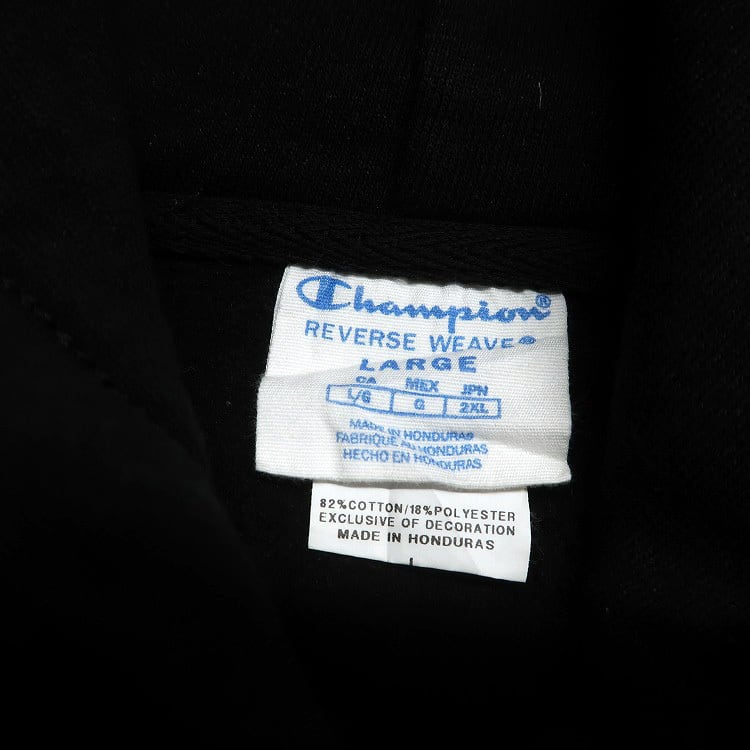 Champion®
REVERSE WEAVE®
LARGE
CA MEX JPN
L/G G 2XL
MADE IN HONDURAS
FABRIQUÉ AU HONDURAS
HECHO EN HONDURAS
82%COTTON/18%POLYESTER
EXCLUSIVE OF DECORATION
MADE IN HONDURAS
L